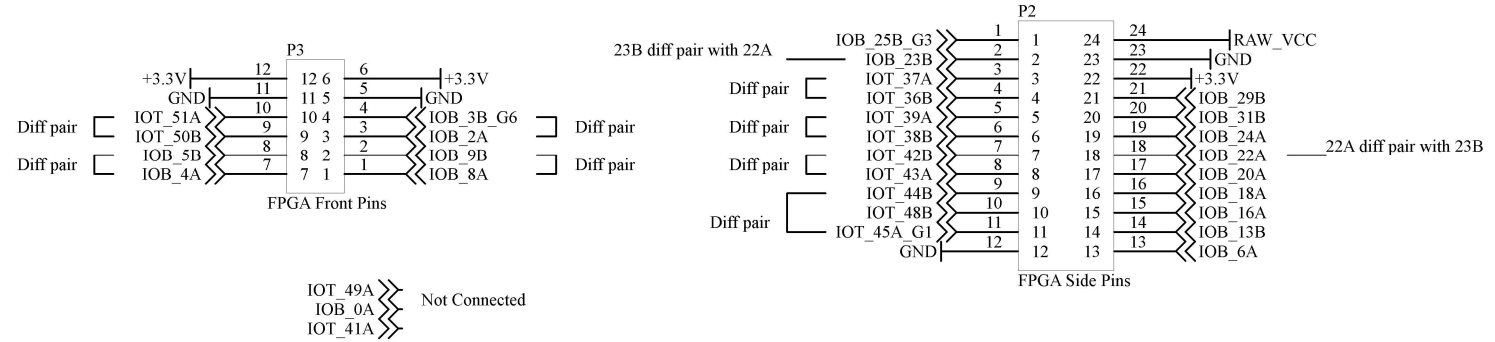 P3
+3.3V 12 12 6 6 +3.3V
GND 11 11 5 5 GND
Diff pair IOT_51A 10 10 4 4 IOB_3B_G6 Diff pair
IOT_50B 9 9 3 3 IOB_2A
Diff pair IOB_5B 8 8 2 2 IOB_9B Diff pair
IOB_4A 7 7 1 1 IOB_8A
FPGA Front Pins
IOT_49A
IOB_0A
IOT_41A
Not Connected
P2
IOB_25B_G3 1 1 24 24 RAW_VCC
23B diff pair with 22A IOB_23B 2 2 23 23 GND
Diff pair IOT_37A 3 3 22 22 +3.3V
IOT_36B 4 4 21 21 IOB_29B
Diff pair IOT_39A 5 5 20 20 IOB_31B
IOT_38B 6 6 19 19 IOB_24A
Diff pair IOT_42B 7 7 18 18 IOB_22A 22A diff pair with 23B
IOT_43A 8 8 17 17 IOB_20A
Diff pair IOT_44B 9 9 16 16 IOB_18A
IOT_48B 10 10 15 15 IOB_16A
IOT_45A_G1 11 11 14 14 IOB_13B
GND 12 12 13 13 IOB_6A
FPGA Side Pins